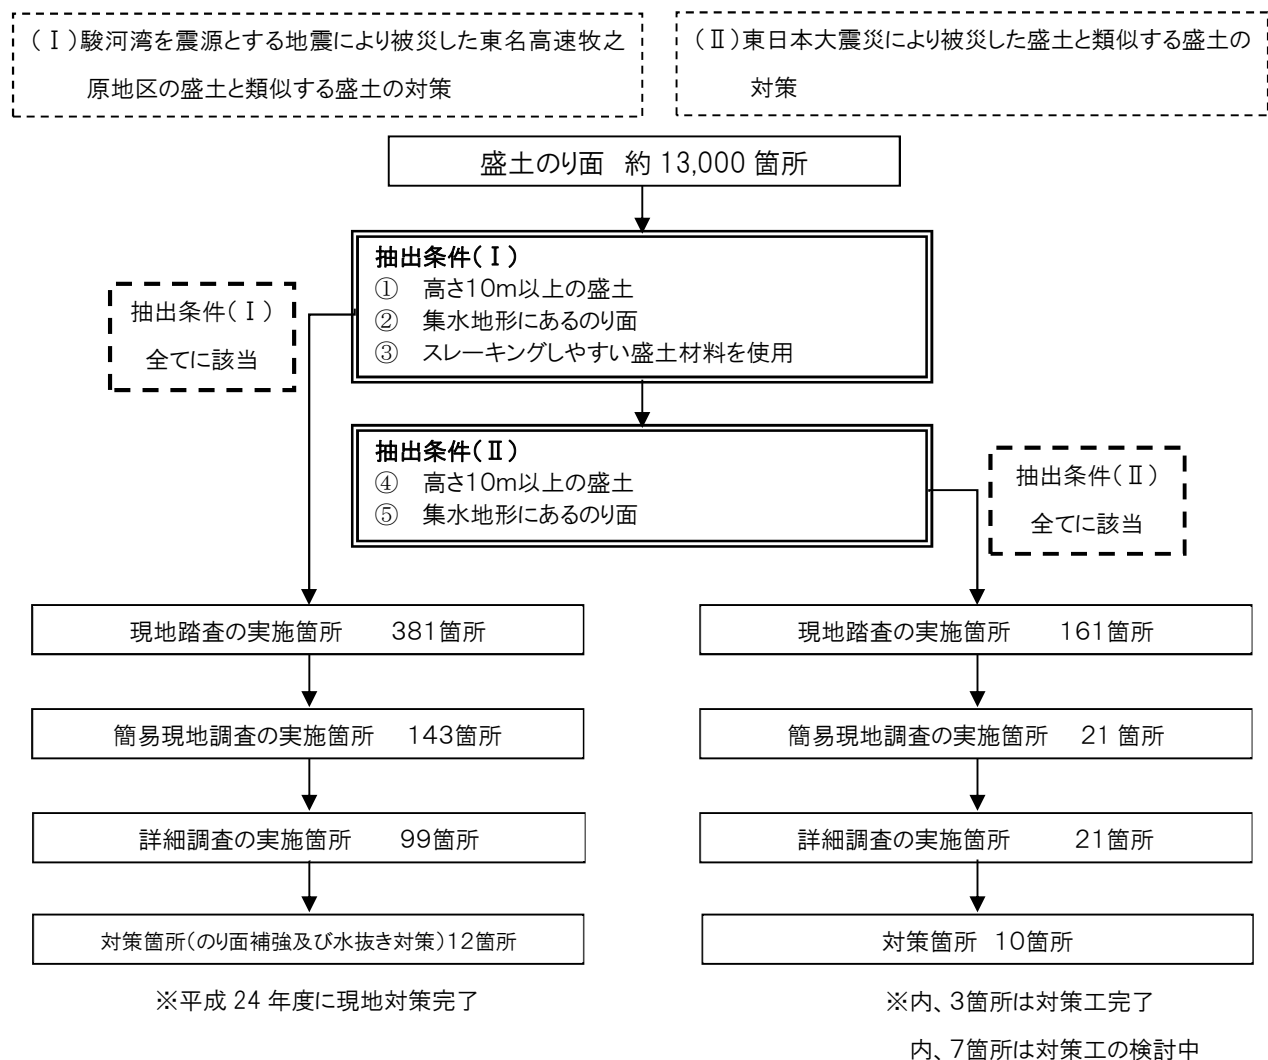 (Ⅰ)駿河湾を震源とする地震により被災した東名高速牧之
原地区の盛土と類似する盛土の対策
(Ⅱ)東日本大震災により被災した盛土と類似する盛土の
対策
盛土のり面 約 13,000 箇所
抽出条件(Ⅰ)
① 高さ10m以上の盛土
② 集水地形にあるのり面
③ スレーキングしやすい盛土材料を使用
抽出条件(Ⅰ)
全てに該当
抽出条件(Ⅱ)
④ 高さ10m以上の盛土
⑤ 集水地形にあるのり面
抽出条件(Ⅱ)
全てに該当
現地踏査の実施箇所 381箇所
簡易現地調査の実施箇所 143箇所
詳細調査の実施箇所 99箇所
対策箇所(のり面補強及び水抜き対策)12箇所
※平成 24 年度に現地対策完了
現地踏査の実施箇所 161箇所
簡易現地調査の実施箇所 21 箇所
詳細調査の実施箇所 21箇所
対策箇所 10箇所
※内、3箇所は対策工完了
内、7箇所は対策工の検討中